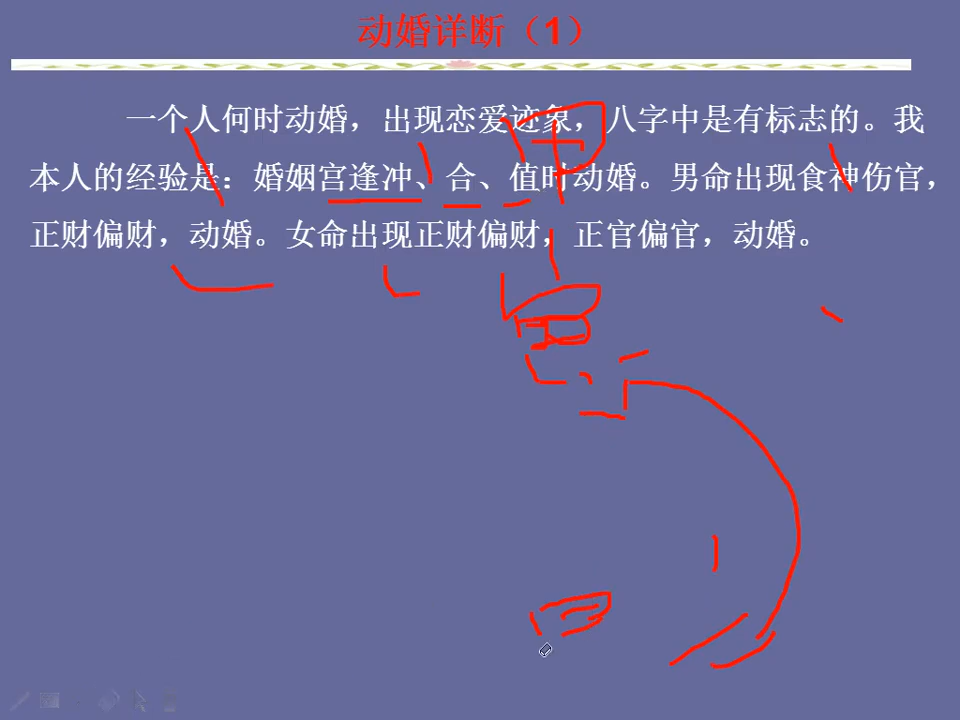 动婚详断（1）
一个人何时动婚，出现恋爱迹象，八字中是有标志的。我
本人的经验是：婚姻宫逢冲、合、值时动婚。男命出现食神伤官，
正财偏财，动婚。女命出现正财偏财，正官偏官，动婚。